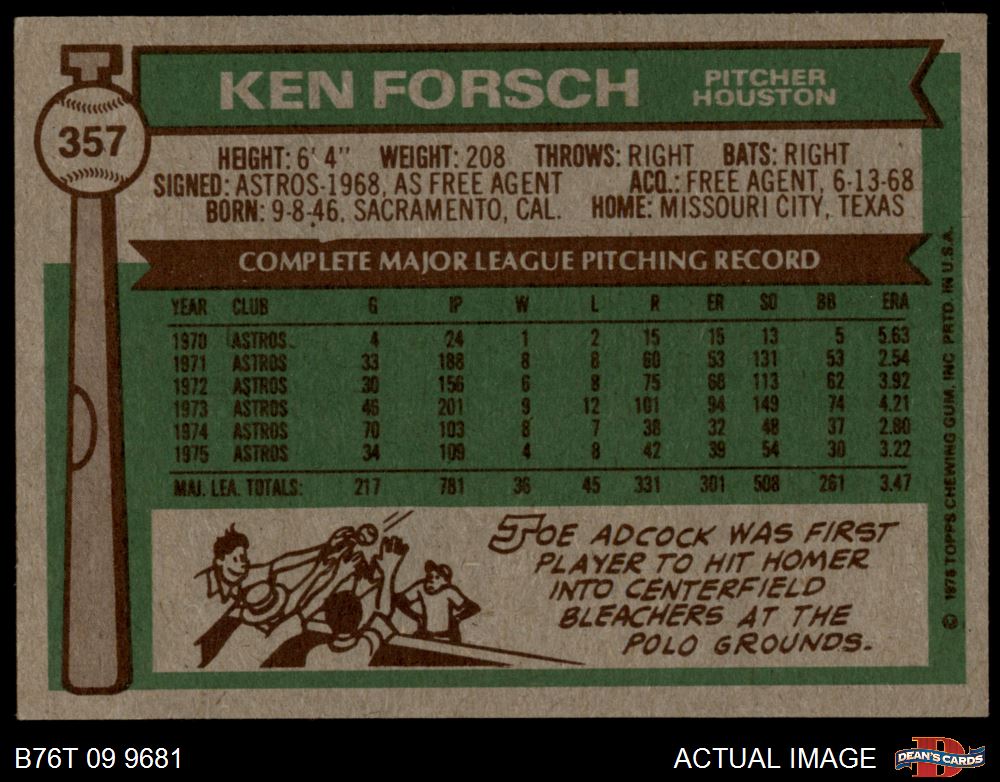 357
KEN FORSCH
PITCHER
HOUSTON
HEIGHT: 6' 4" WEIGHT: 208 THROWS: RIGHT BATS: RIGHT
SIGNED: ASTROS-1968, AS FREE AGENT ACQ.: FREE AGENT, 6-13-68
BORN: 9-8-46, SACRAMENTO, CAL. HOME: MISSOURI CITY, TEXAS
COMPLETE MAJOR LEAGUE PITCHING RECORD
YEAR CLUB G IP W L R ER SO BB ERA
1970 ASTROS 4 24 1 2 15 15 13 5 5.63
1971 ASTROS 33 188 8 8 60 53 131 53 2.54
1972 ASTROS 30 156 6 8 75 68 113 62 3.92
1973 ASTROS 46 201 9 12 101 94 149 74 4.21
1974 ASTROS 70 103 8 7 38 32 48 37 2.80
1975 ASTROS 34 109 4 8 42 39 54 30 3.22
MAJ. LEA. TOTALS: 217 781 36 45 331 301 508 261 3.47
JOE ADCOCK WAS FIRST
PLAYER TO HIT HOMER
INTO CENTERFIELD
BLEACHERS AT THE
POLO GROUNDS.
© 1976 TOPPS CHEWING GUM, INC PRTD. IN U.S.A.
B76T 09 9681
ACTUAL IMAGE
D
DEAN'S CARDS